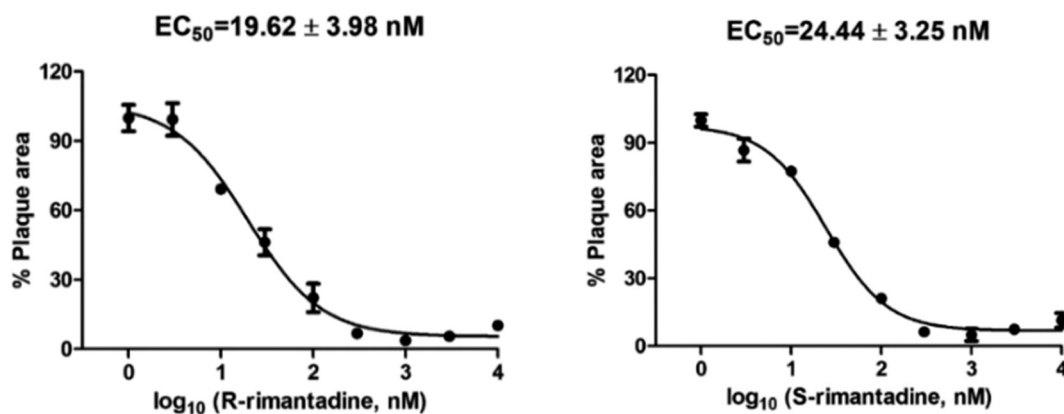 EC50=19.62 ± 3.98 nM
120
90
60
30
0
% Plaque area
0 1 2 3 4
log10 (R-rimantadine, nM)
EC50=24.44 ± 3.25 nM
120
90
60
30
0
% Plaque area
0 1 2 3 4
log10 (S-rimantadine, nM)